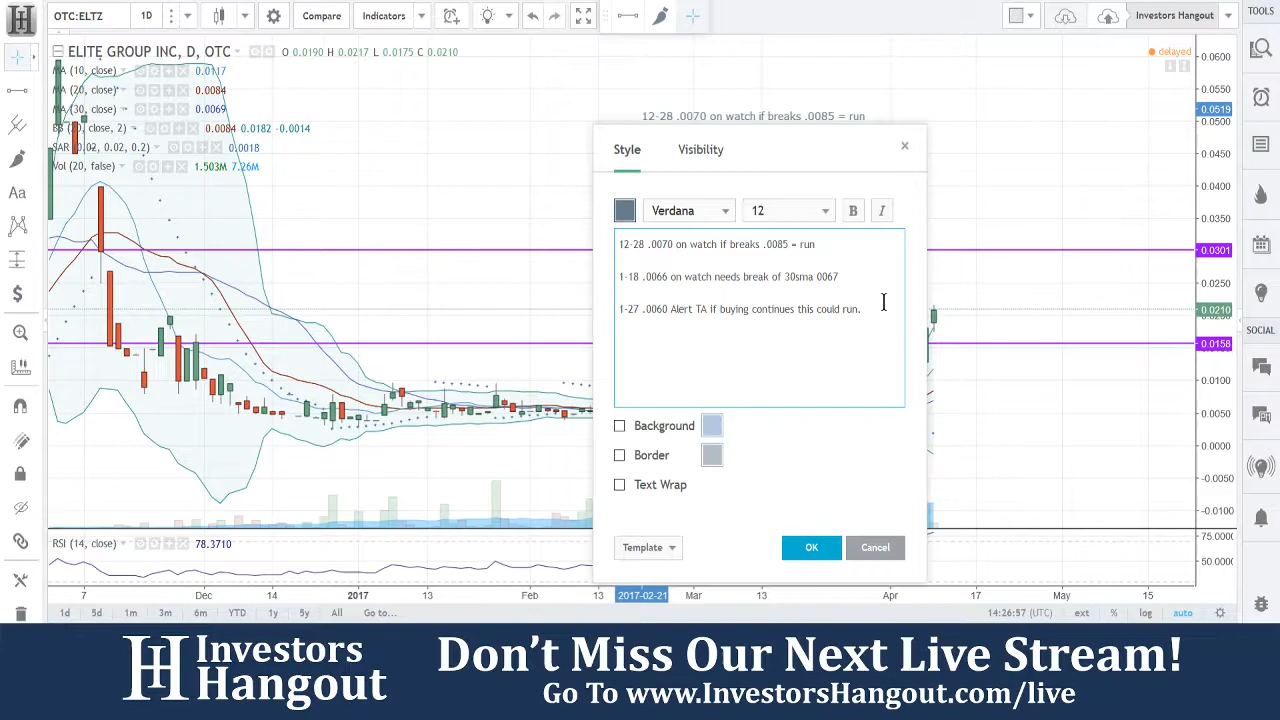 OTC:ELTZ
1D
Compare
Indicators
Investors Hangout
TOOLS
ELITE GROUP INC, D, OTC
O 0.0190 H 0.0217 L 0.0175 C 0.0210
delayed
MA (10, close) 0.0117
MA (20, close) 0.0084
MA (30, close) 0.0069
BB (20, close, 2) 0.0084 0.0182 -0.0014
SAR (0.02, 0.02, 0.2) 0.0018
Vol (20, false) 1.503M 7.26M
0.0600
0.0519
0.0500
0.0450
0.0400
0.0350
0.0301
0.0250
0.0210
0.0158
0.0100
0.0050
0.0000
-0.0050
-0.0100
75.0000
50.0000
SOCIAL
12-28 .0070 on watch if breaks .0085 = run
Style
Visibility
Verdana
12
B
I
12-28 .0070 on watch if breaks .0085 = run
1-18 .0066 on watch needs break of 30sma 0067
1-27 .0060 Alert TA if buying continues this could run.
Background
Border
Text Wrap
Template
OK
Cancel
Aa
$
RSI (14, close) 78.3710
7
Dec
14
2017
13
Feb
13
2017-02-21
Mar
13
Apr
17
May
15
1d
5d
1m
3m
6m
YTD
1y
5y
All
Go to...
14:26:57 (UTC)
ext
%
log
auto
H
Investors
Hangout
Don't Miss Our Next Live Stream!
Go To www.InvestorsHangout.com/live